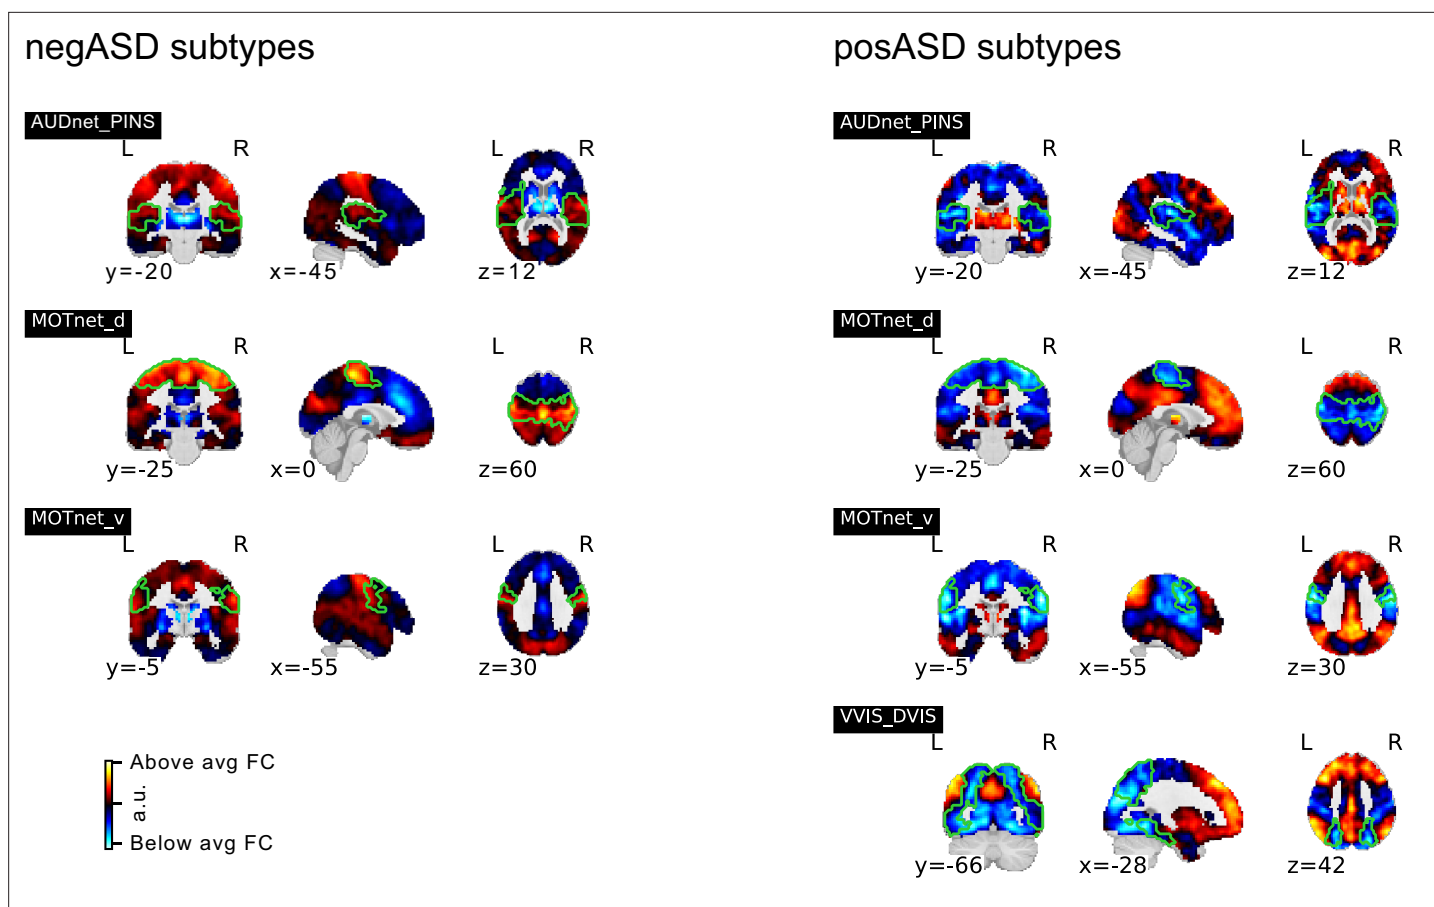 negASD subtypes
AUDnet_PINS
L R L R
y=-20 x=-45 z=12
MOTnet_d
L R L R
y=-25 x=0 z=60
MOTnet_v
L R L R
y=-5 x=-55 z=30
Above avg FC
a.u.
Below avg FC
posASD subtypes
AUDnet_PINS
L R L R
y=-20 x=-45 z=12
MOTnet_d
L R L R
y=-25 x=0 z=60
MOTnet_v
L R L R
y=-5 x=-55 z=30
VVIS_DVIS
L R L R
y=-66 x=-28 z=42